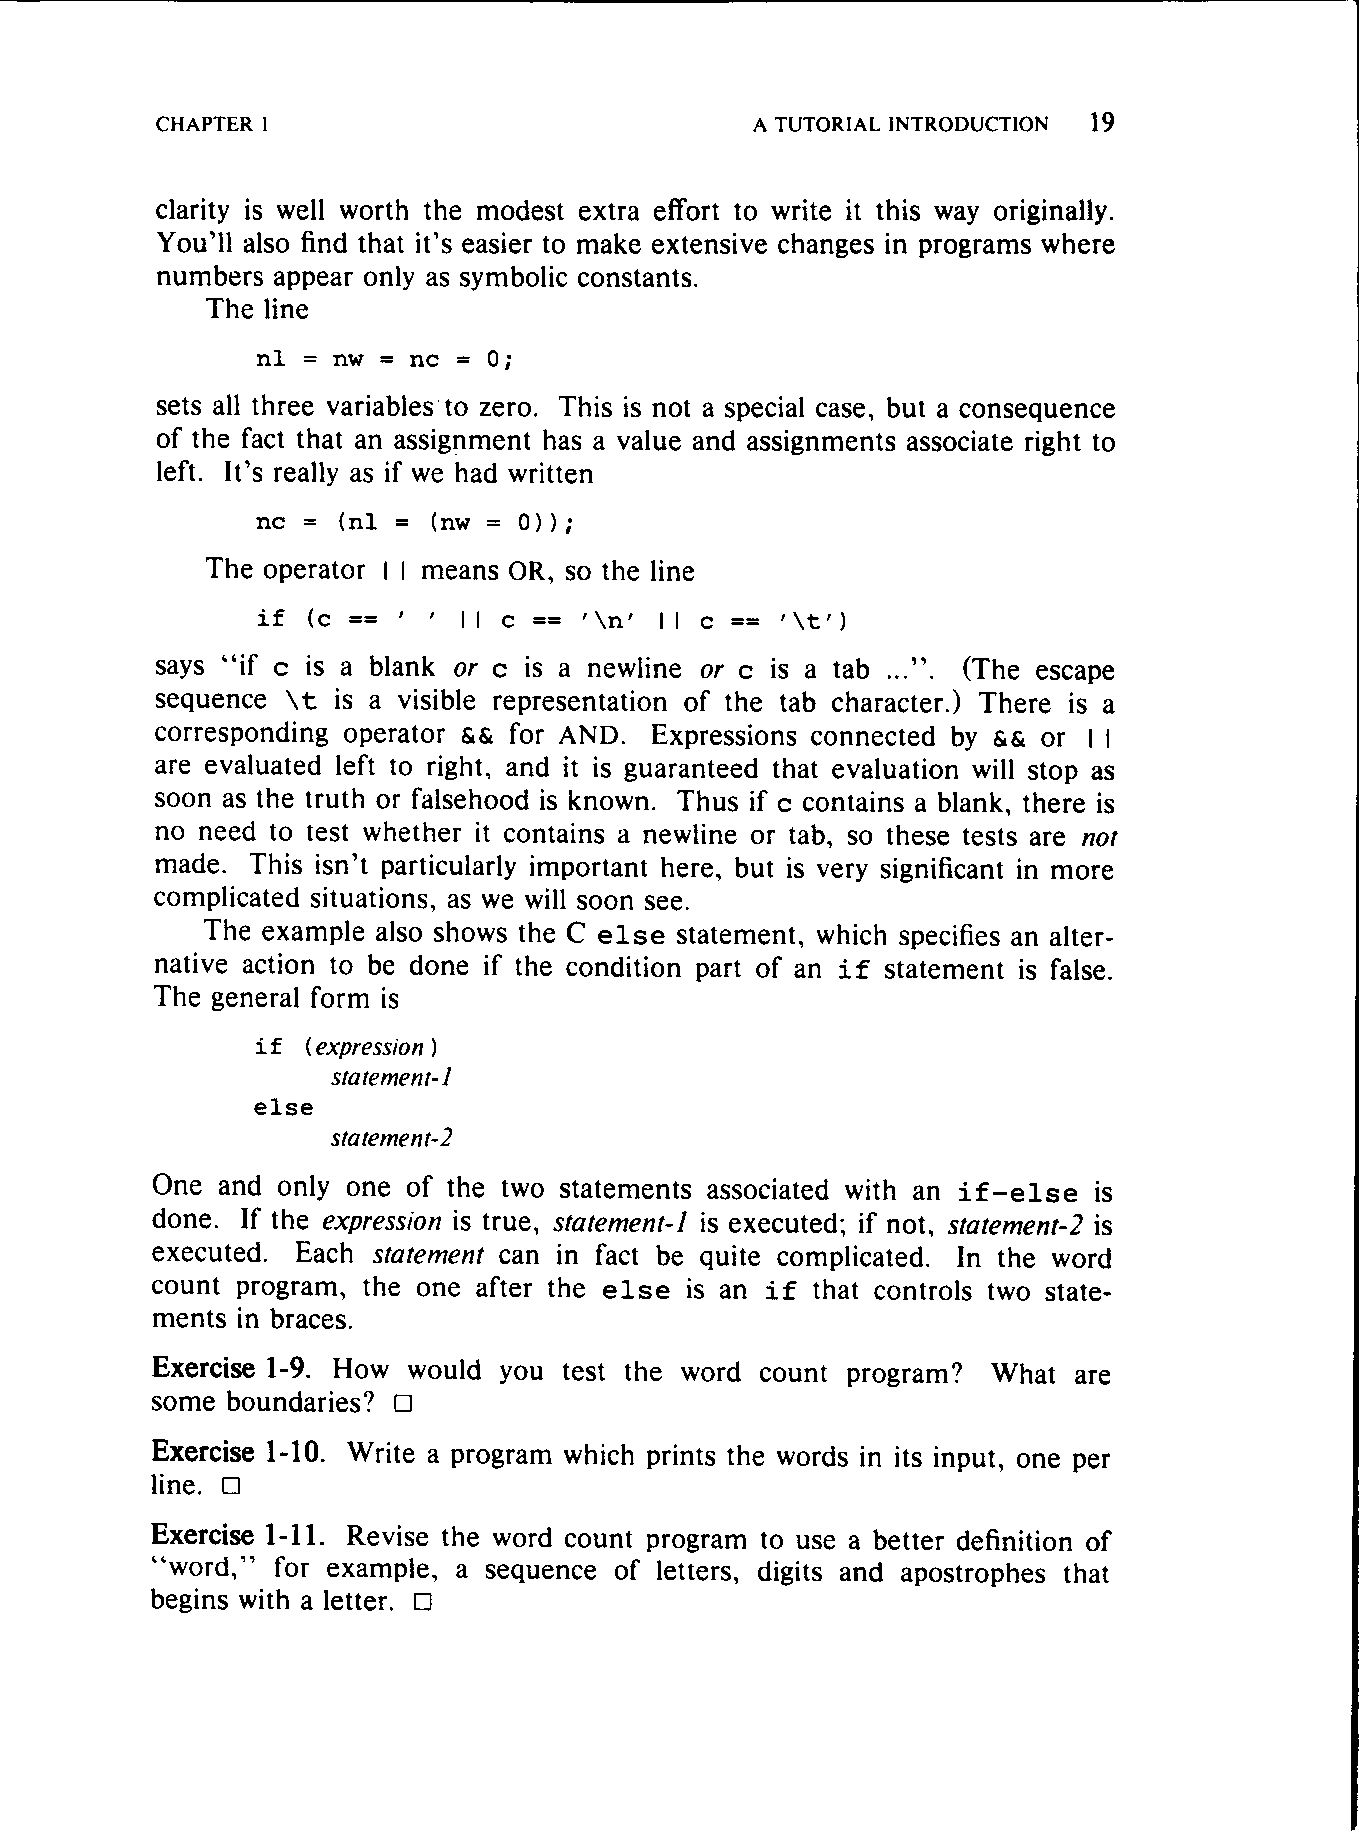 CHAPTER 1 A TUTORIAL INTRODUCTION 19
clarity is well worth the modest extra effort to write it this way originally.
You'll also find that it's easier to make extensive changes in programs where
numbers appear only as symbolic constants.
The line
nl = nw = nc = 0;
sets all three variables to zero. This is not a special case, but a consequence
of the fact that an assignment has a value and assignments associate right to
left. It's really as if we had written
nc = (nl = (nw = 0));
The operator || means OR, so the line
if (c == ' ' || c == '\n' || c == '\t')
says “if c is a blank or c is a newline or c is a tab ...”. (The escape
sequence \t is a visible representation of the tab character.) There is a
corresponding operator && for AND. Expressions connected by && or ||
are evaluated left to right, and it is guaranteed that evaluation will stop as
soon as the truth or falsehood is known. Thus if c contains a blank, there is
no need to test whether it contains a newline or tab, so these tests are not
made. This isn't particularly important here, but is very significant in more
complicated situations, as we will soon see.
The example also shows the C else statement, which specifies an alter-
native action to be done if the condition part of an if statement is false.
The general form is
if (expression)
statement-1
else
statement-2
One and only one of the two statements associated with an if-else is
done. If the expression is true, statement-1 is executed; if not, statement-2 is
executed. Each statement can in fact be quite complicated. In the word
count program, the one after the else is an if that controls two state-
ments in braces.
Exercise 1-9. How would you test the word count program? What are
some boundaries? □
Exercise 1-10. Write a program which prints the words in its input, one per
line. □
Exercise 1-11. Revise the word count program to use a better definition of
“word,” for example, a sequence of letters, digits and apostrophes that
begins with a letter. □